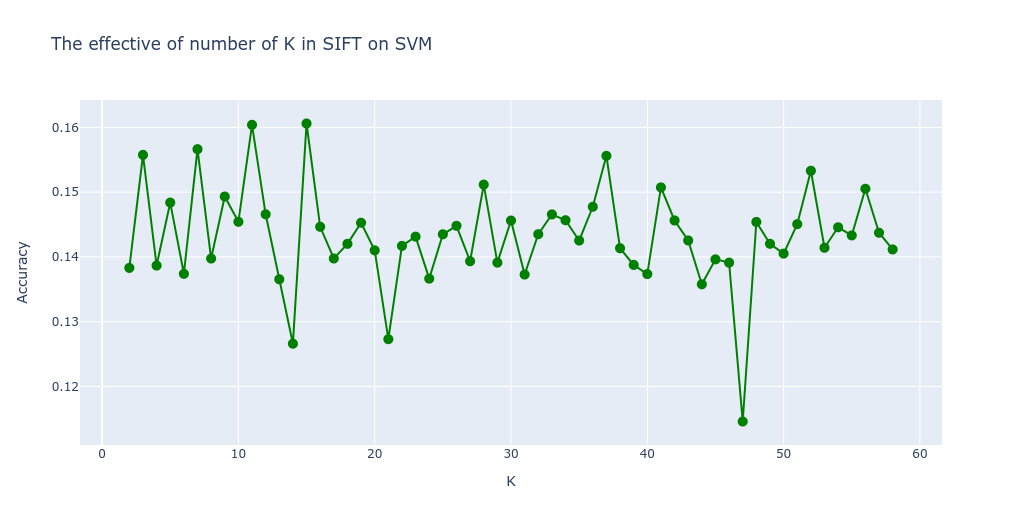 The effective of number of K in SIFT on SVM
0.16
0.15
0.14
0.13
0.12
Accuracy
0 10 20 30 40 50 60
K